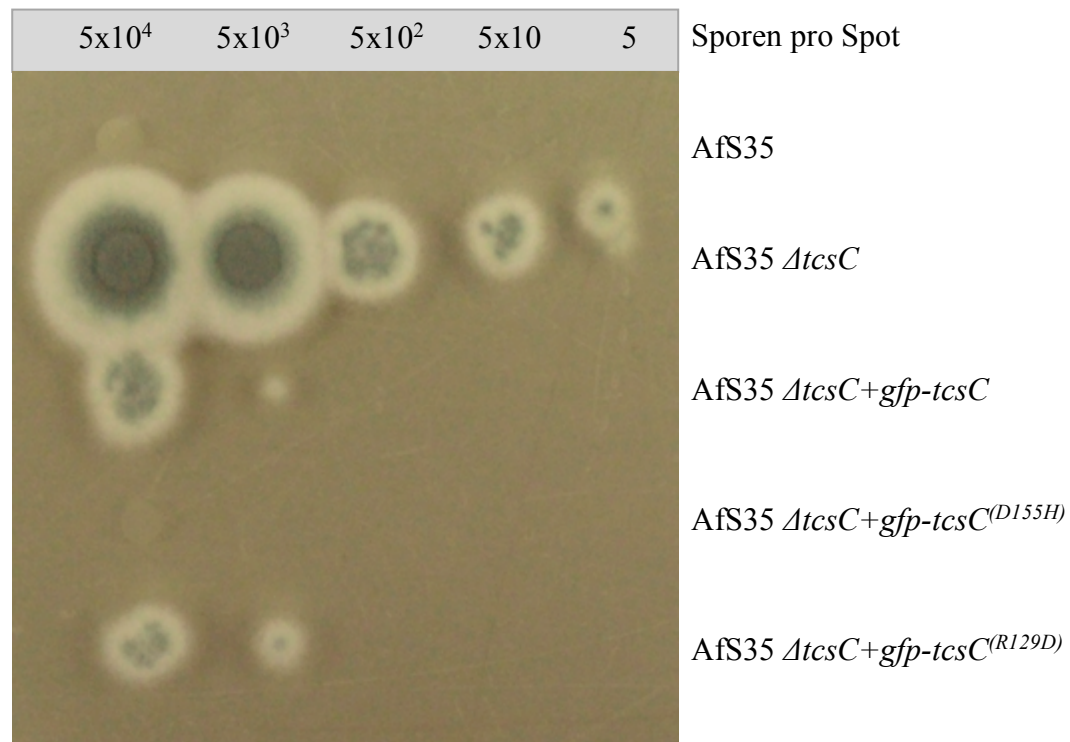 5x10⁴ 5x10³ 5x10² 5x10 5 Sporen pro Spot
AfS35
AfS35 ΔtcsC
AfS35 ΔtcsC+gfp-tcsC
AfS35 ΔtcsC+gfp-tcsC⁽ᴰ¹⁵⁵ᴴ⁾
AfS35 ΔtcsC+gfp-tcsC⁽ᴿ¹²⁹ᴰ⁾